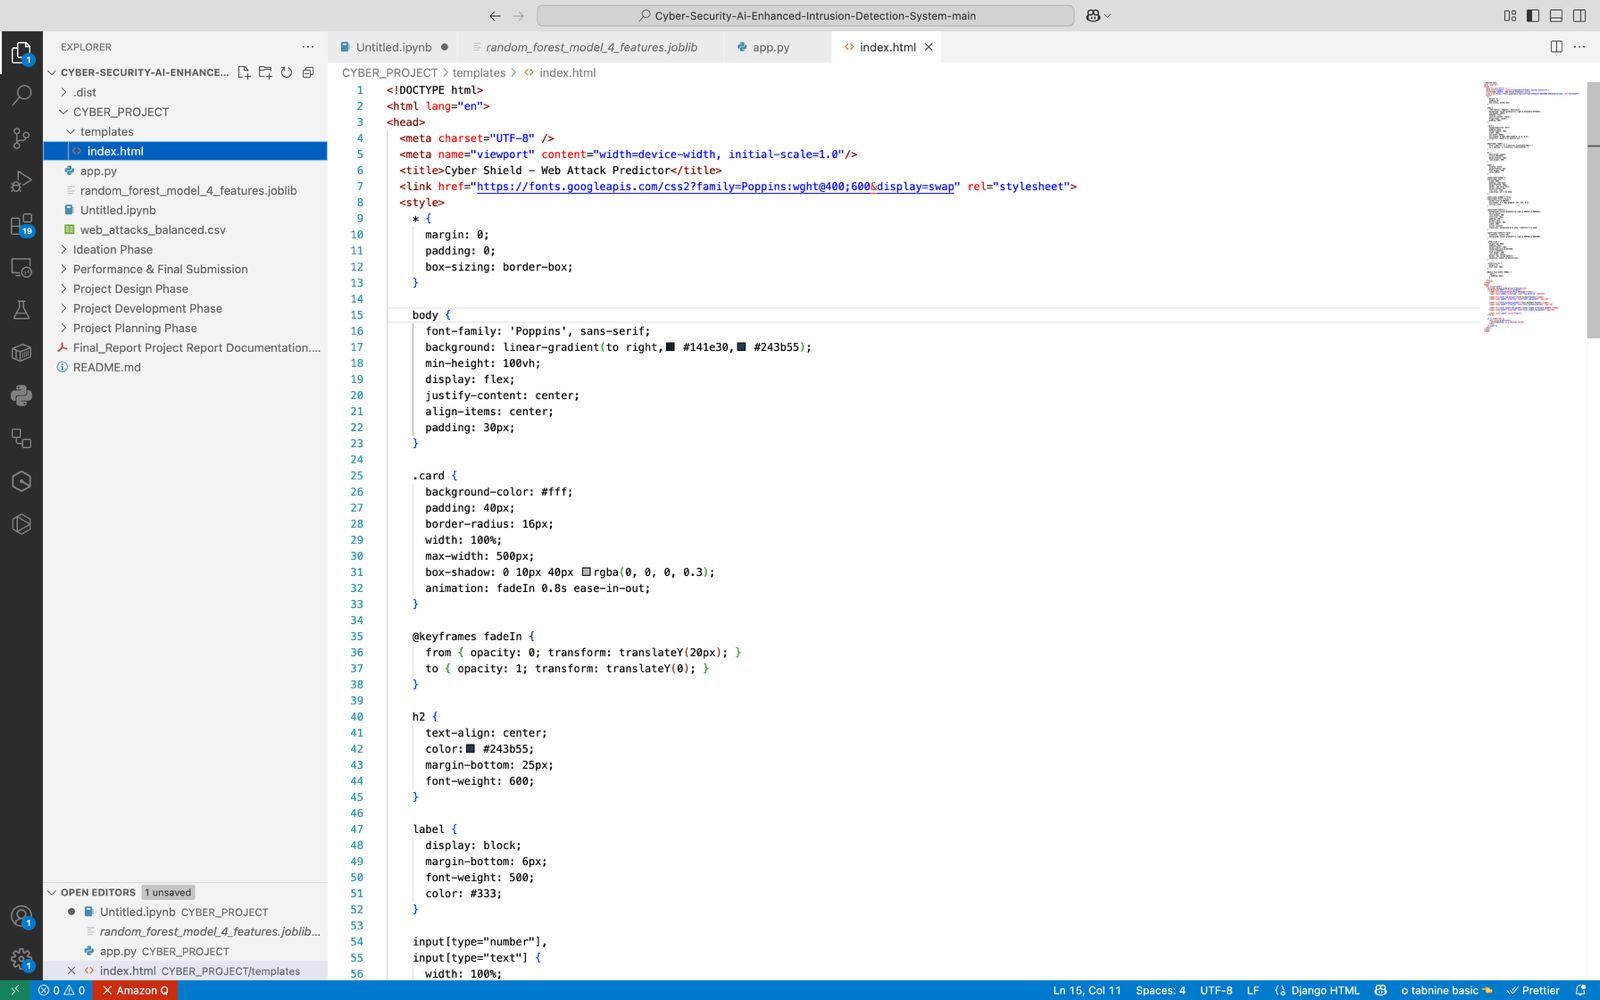 Cyber-Security-Ai-Enhanced-Intrusion-Detection-System-main
EXPLORER
CYBER-SECURITY-AI-ENHANCE...
.dist
CYBER_PROJECT
templates
index.html
app.py
random_forest_model_4_features.joblib
Untitled.ipynb
web_attacks_balanced.csv
Ideation Phase
Performance & Final Submission
Project Design Phase
Project Development Phase
Project Planning Phase
Final_Report Project Report Documentation....
README.md
OPEN EDITORS 1 unsaved
Untitled.ipynb CYBER_PROJECT
random_forest_model_4_features.joblib...
app.py CYBER_PROJECT
index.html CYBER_PROJECT/templates
1
19
1
1
Untitled.ipynb
random_forest_model_4_features.joblib
app.py
index.html
CYBER_PROJECT > templates > index.html
1 <!DOCTYPE html>
2 <html lang="en">
3 <head>
4 <meta charset="UTF-8" />
5 <meta name="viewport" content="width=device-width, initial-scale=1.0"/>
6 <title>Cyber Shield - Web Attack Predictor</title>
7 <link href="https://fonts.googleapis.com/css2?family=Poppins:wght@400;600&display=swap" rel="stylesheet">
8 <style>
9 * {
10 margin: 0;
11 padding: 0;
12 box-sizing: border-box;
13 }
14
15 body {
16 font-family: 'Poppins', sans-serif;
17 background: linear-gradient(to right, #141e30, #243b55);
18 min-height: 100vh;
19 display: flex;
20 justify-content: center;
21 align-items: center;
22 padding: 30px;
23 }
24
25 .card {
26 background-color: #fff;
27 padding: 40px;
28 border-radius: 16px;
29 width: 100%;
30 max-width: 500px;
31 box-shadow: 0 10px 40px rgba(0, 0, 0, 0.3);
32 animation: fadeIn 0.8s ease-in-out;
33 }
34
35 @keyframes fadeIn {
36 from { opacity: 0; transform: translateY(20px); }
37 to { opacity: 1; transform: translateY(0); }
38 }
39
40 h2 {
41 text-align: center;
42 color: #243b55;
43 margin-bottom: 25px;
44 font-weight: 600;
45 }
46
47 label {
48 display: block;
49 margin-bottom: 6px;
50 font-weight: 500;
51 color: #333;
52 }
53
54 input[type="number"],
55 input[type="text"] {
56 width: 100%;
0 0 Amazon Q Ln 15, Col 11 Spaces: 4 UTF-8 LF Django HTML tabnine basic Prettier